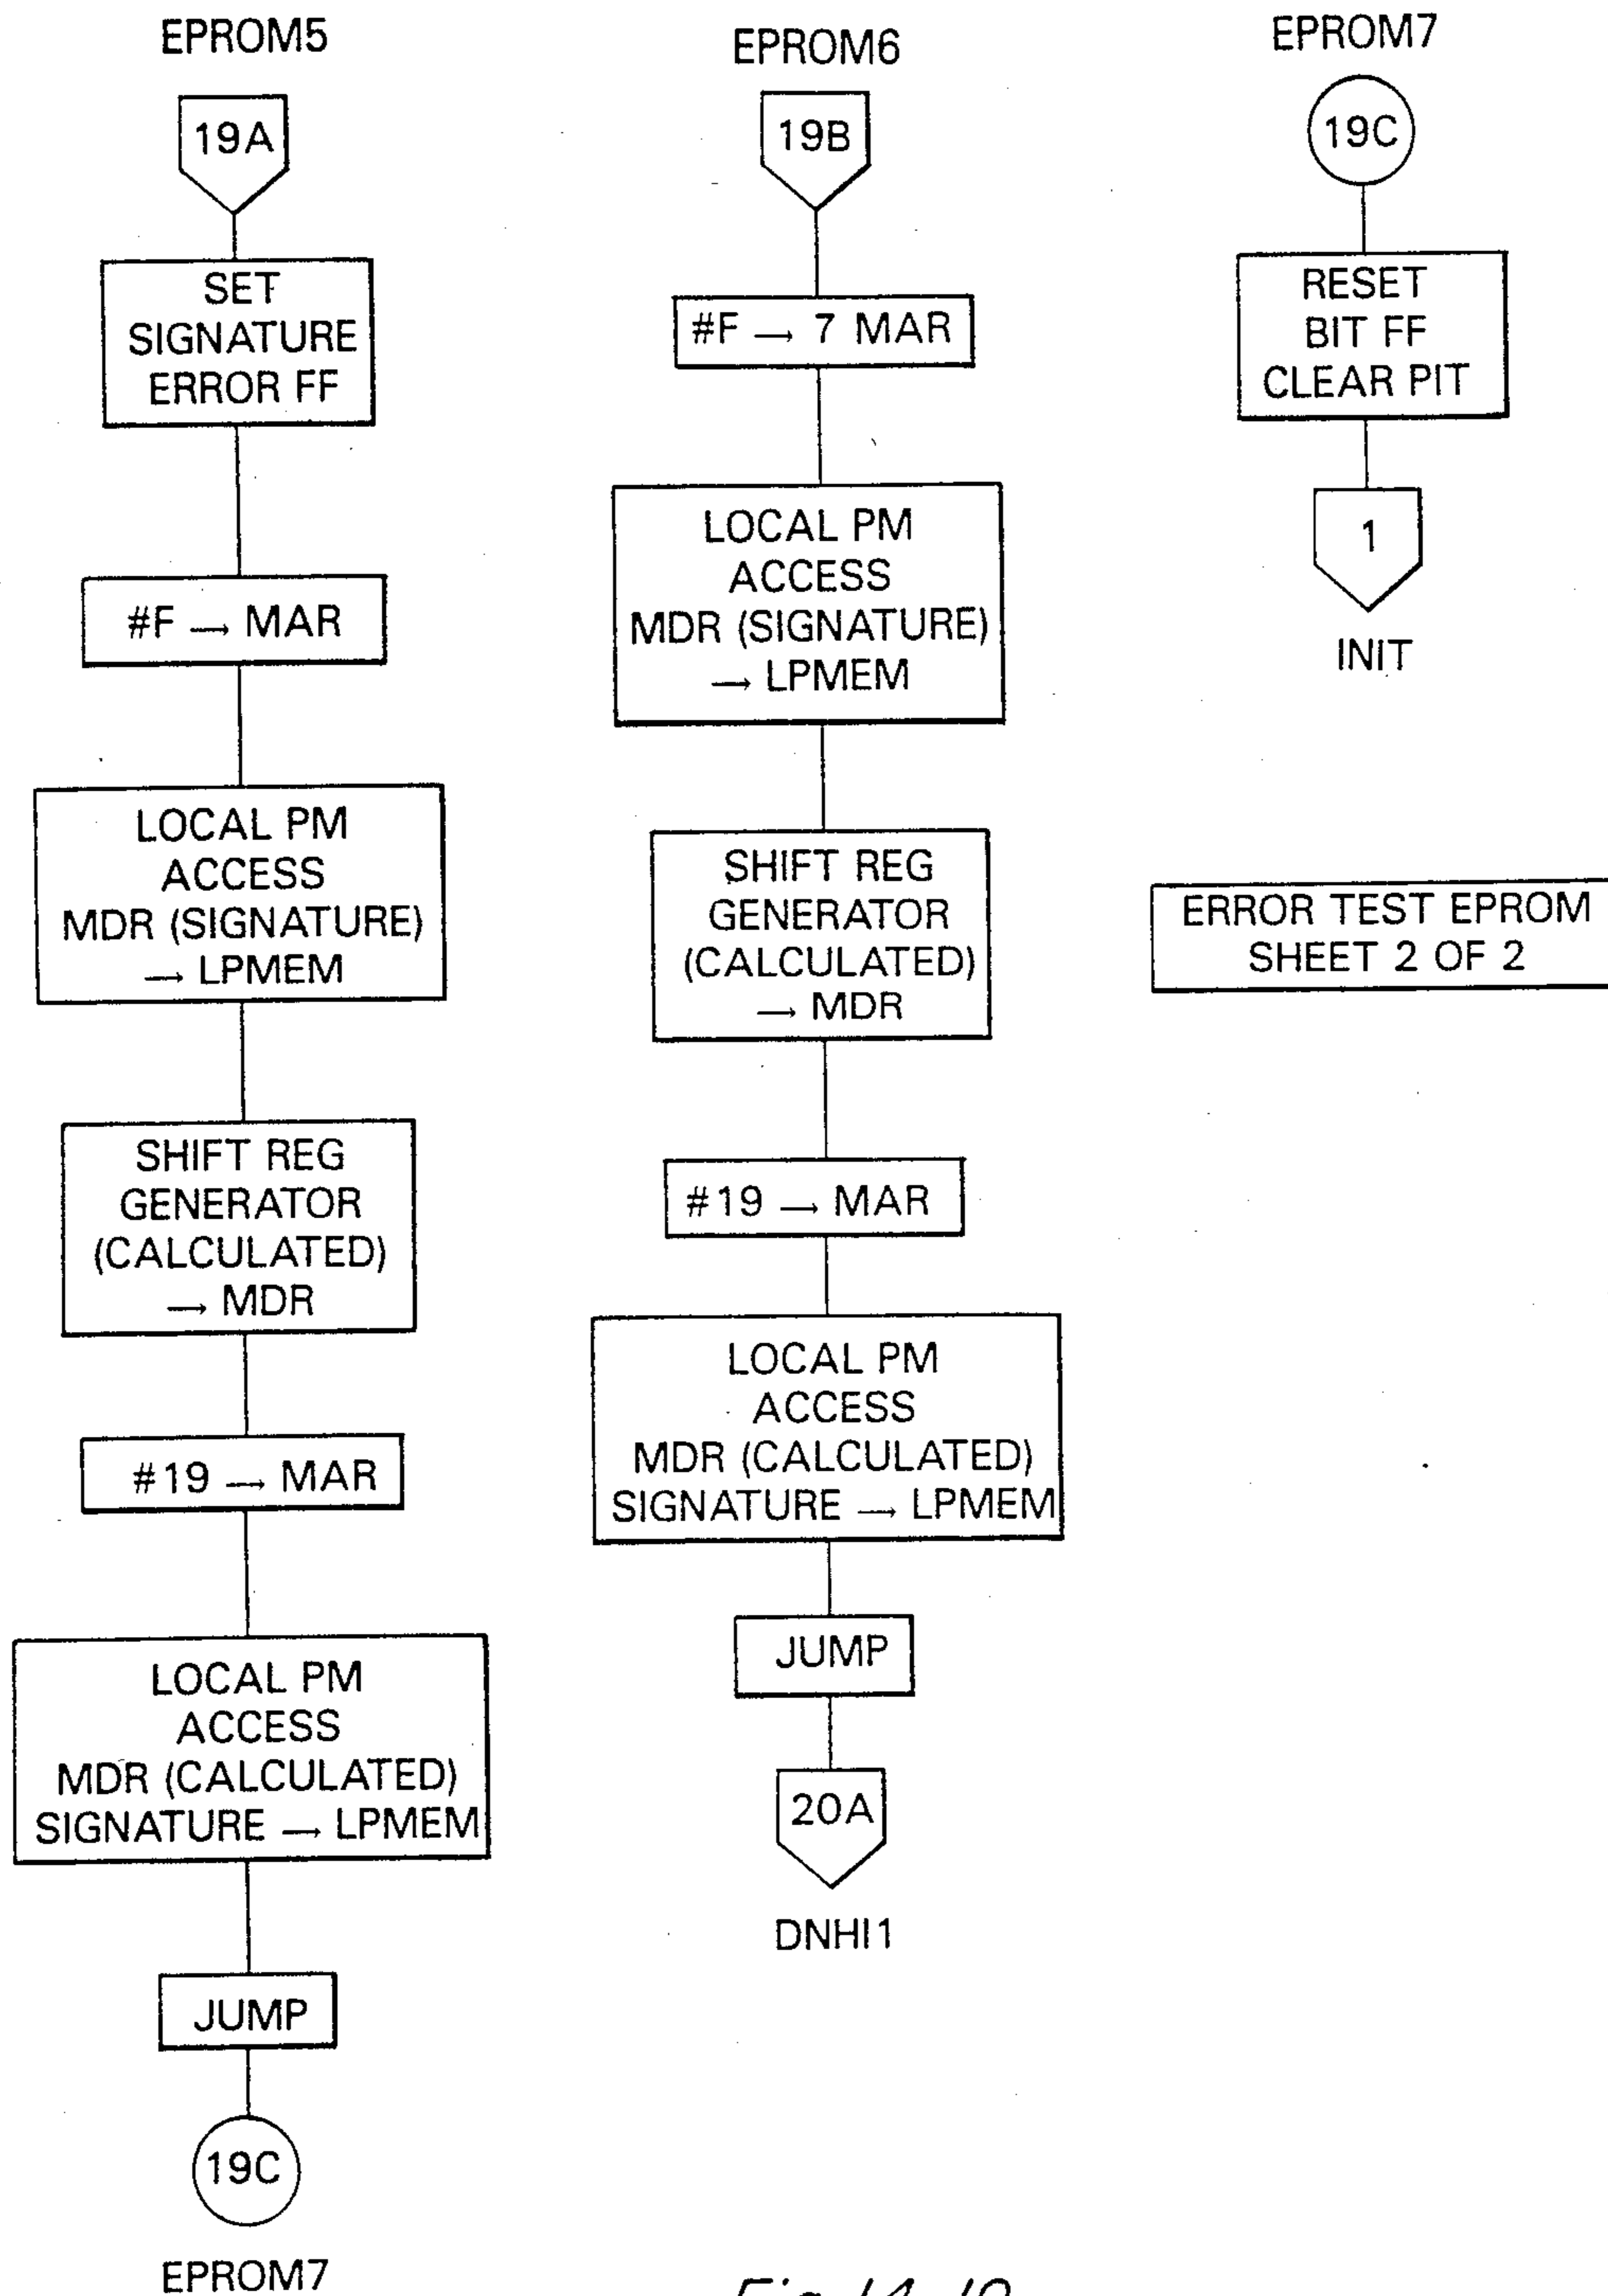 EPROM5
19A
SET
SIGNATURE
ERROR FF
#F → MAR
LOCAL PM
ACCESS
MDR (SIGNATURE)
→ LPMEM
SHIFT REG
GENERATOR
(CALCULATED)
→ MDR
#19 → MAR
LOCAL PM
ACCESS
MDR (CALCULATED)
SIGNATURE → LPMEM
JUMP
19C
EPROM7
EPROM6
19B
#F → 7 MAR
LOCAL PM
ACCESS
MDR (SIGNATURE)
→ LPMEM
SHIFT REG
GENERATOR
(CALCULATED)
→ MDR
#19 → MAR
LOCAL PM
ACCESS
MDR (CALCULATED)
SIGNATURE → LPMEM
JUMP
20A
DNHI1
EPROM7
19C
RESET
BIT FF
CLEAR PIT
1
INIT
ERROR TEST EPROM
SHEET 2 OF 2